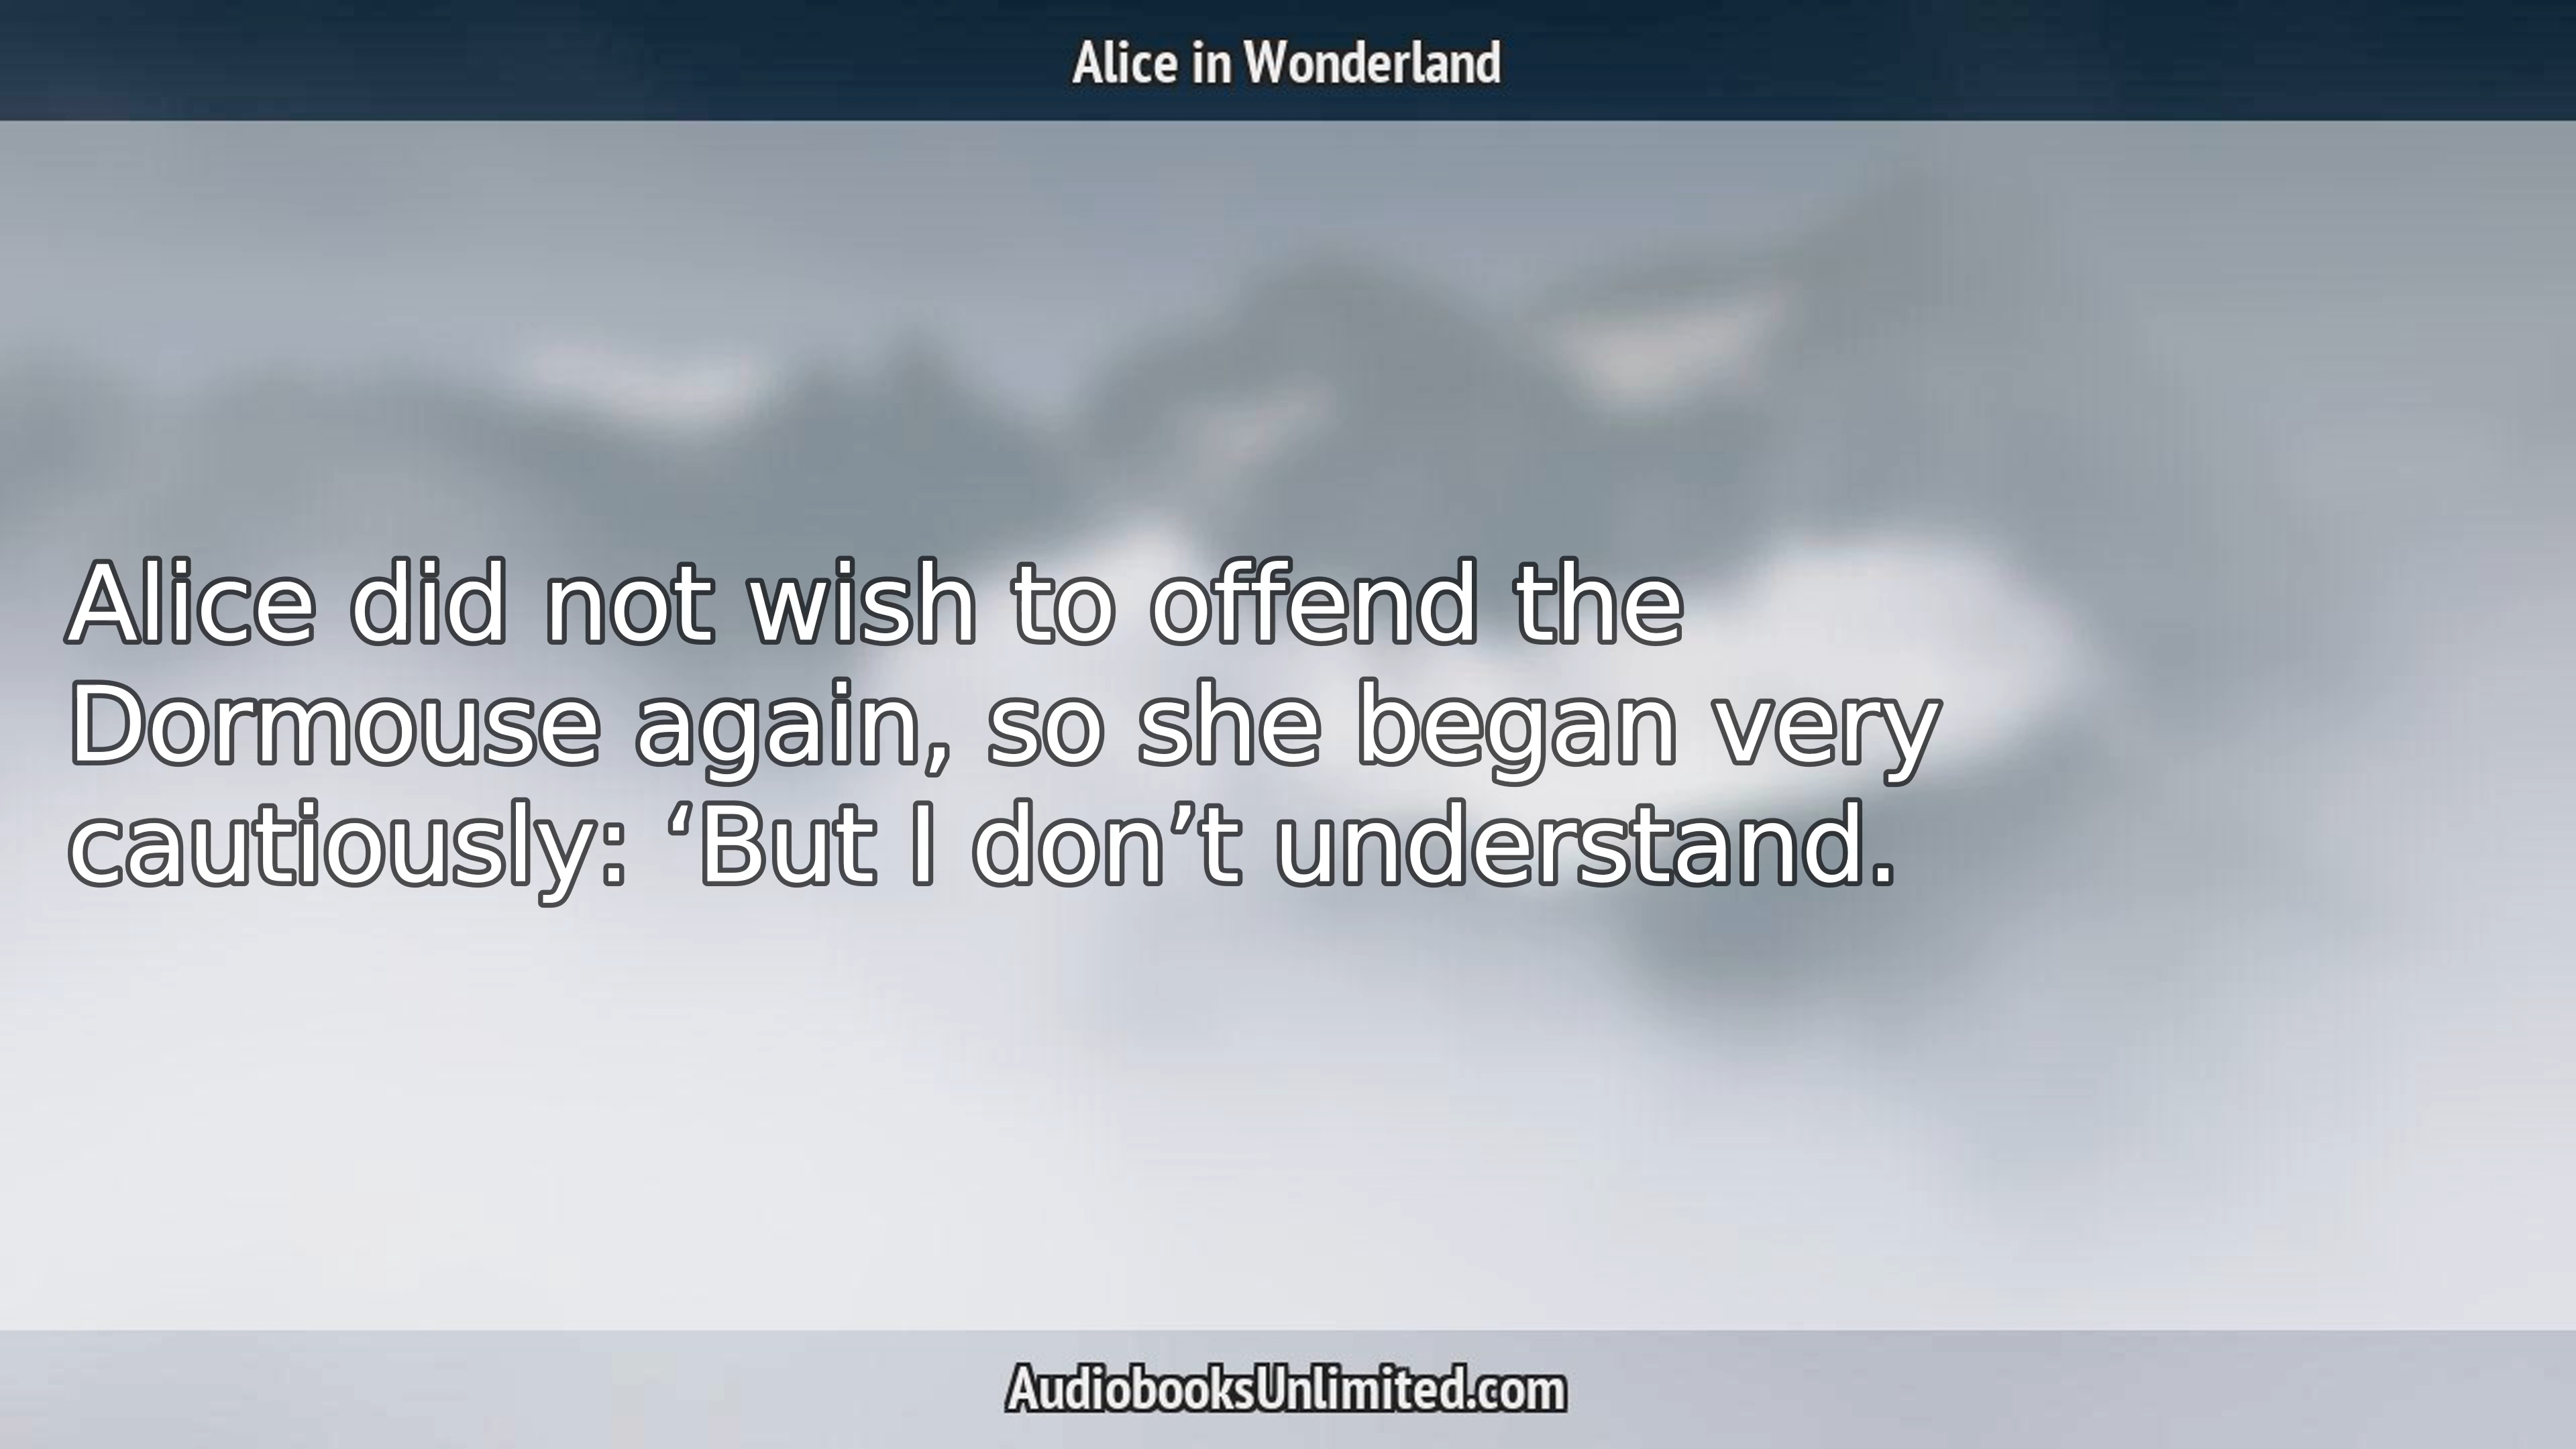 Alice in Wonderland
Alice did not wish to offend the
Dormouse again, so she began very
cautiously: ‘But I don’t understand.
AudiobooksUnlimited.com